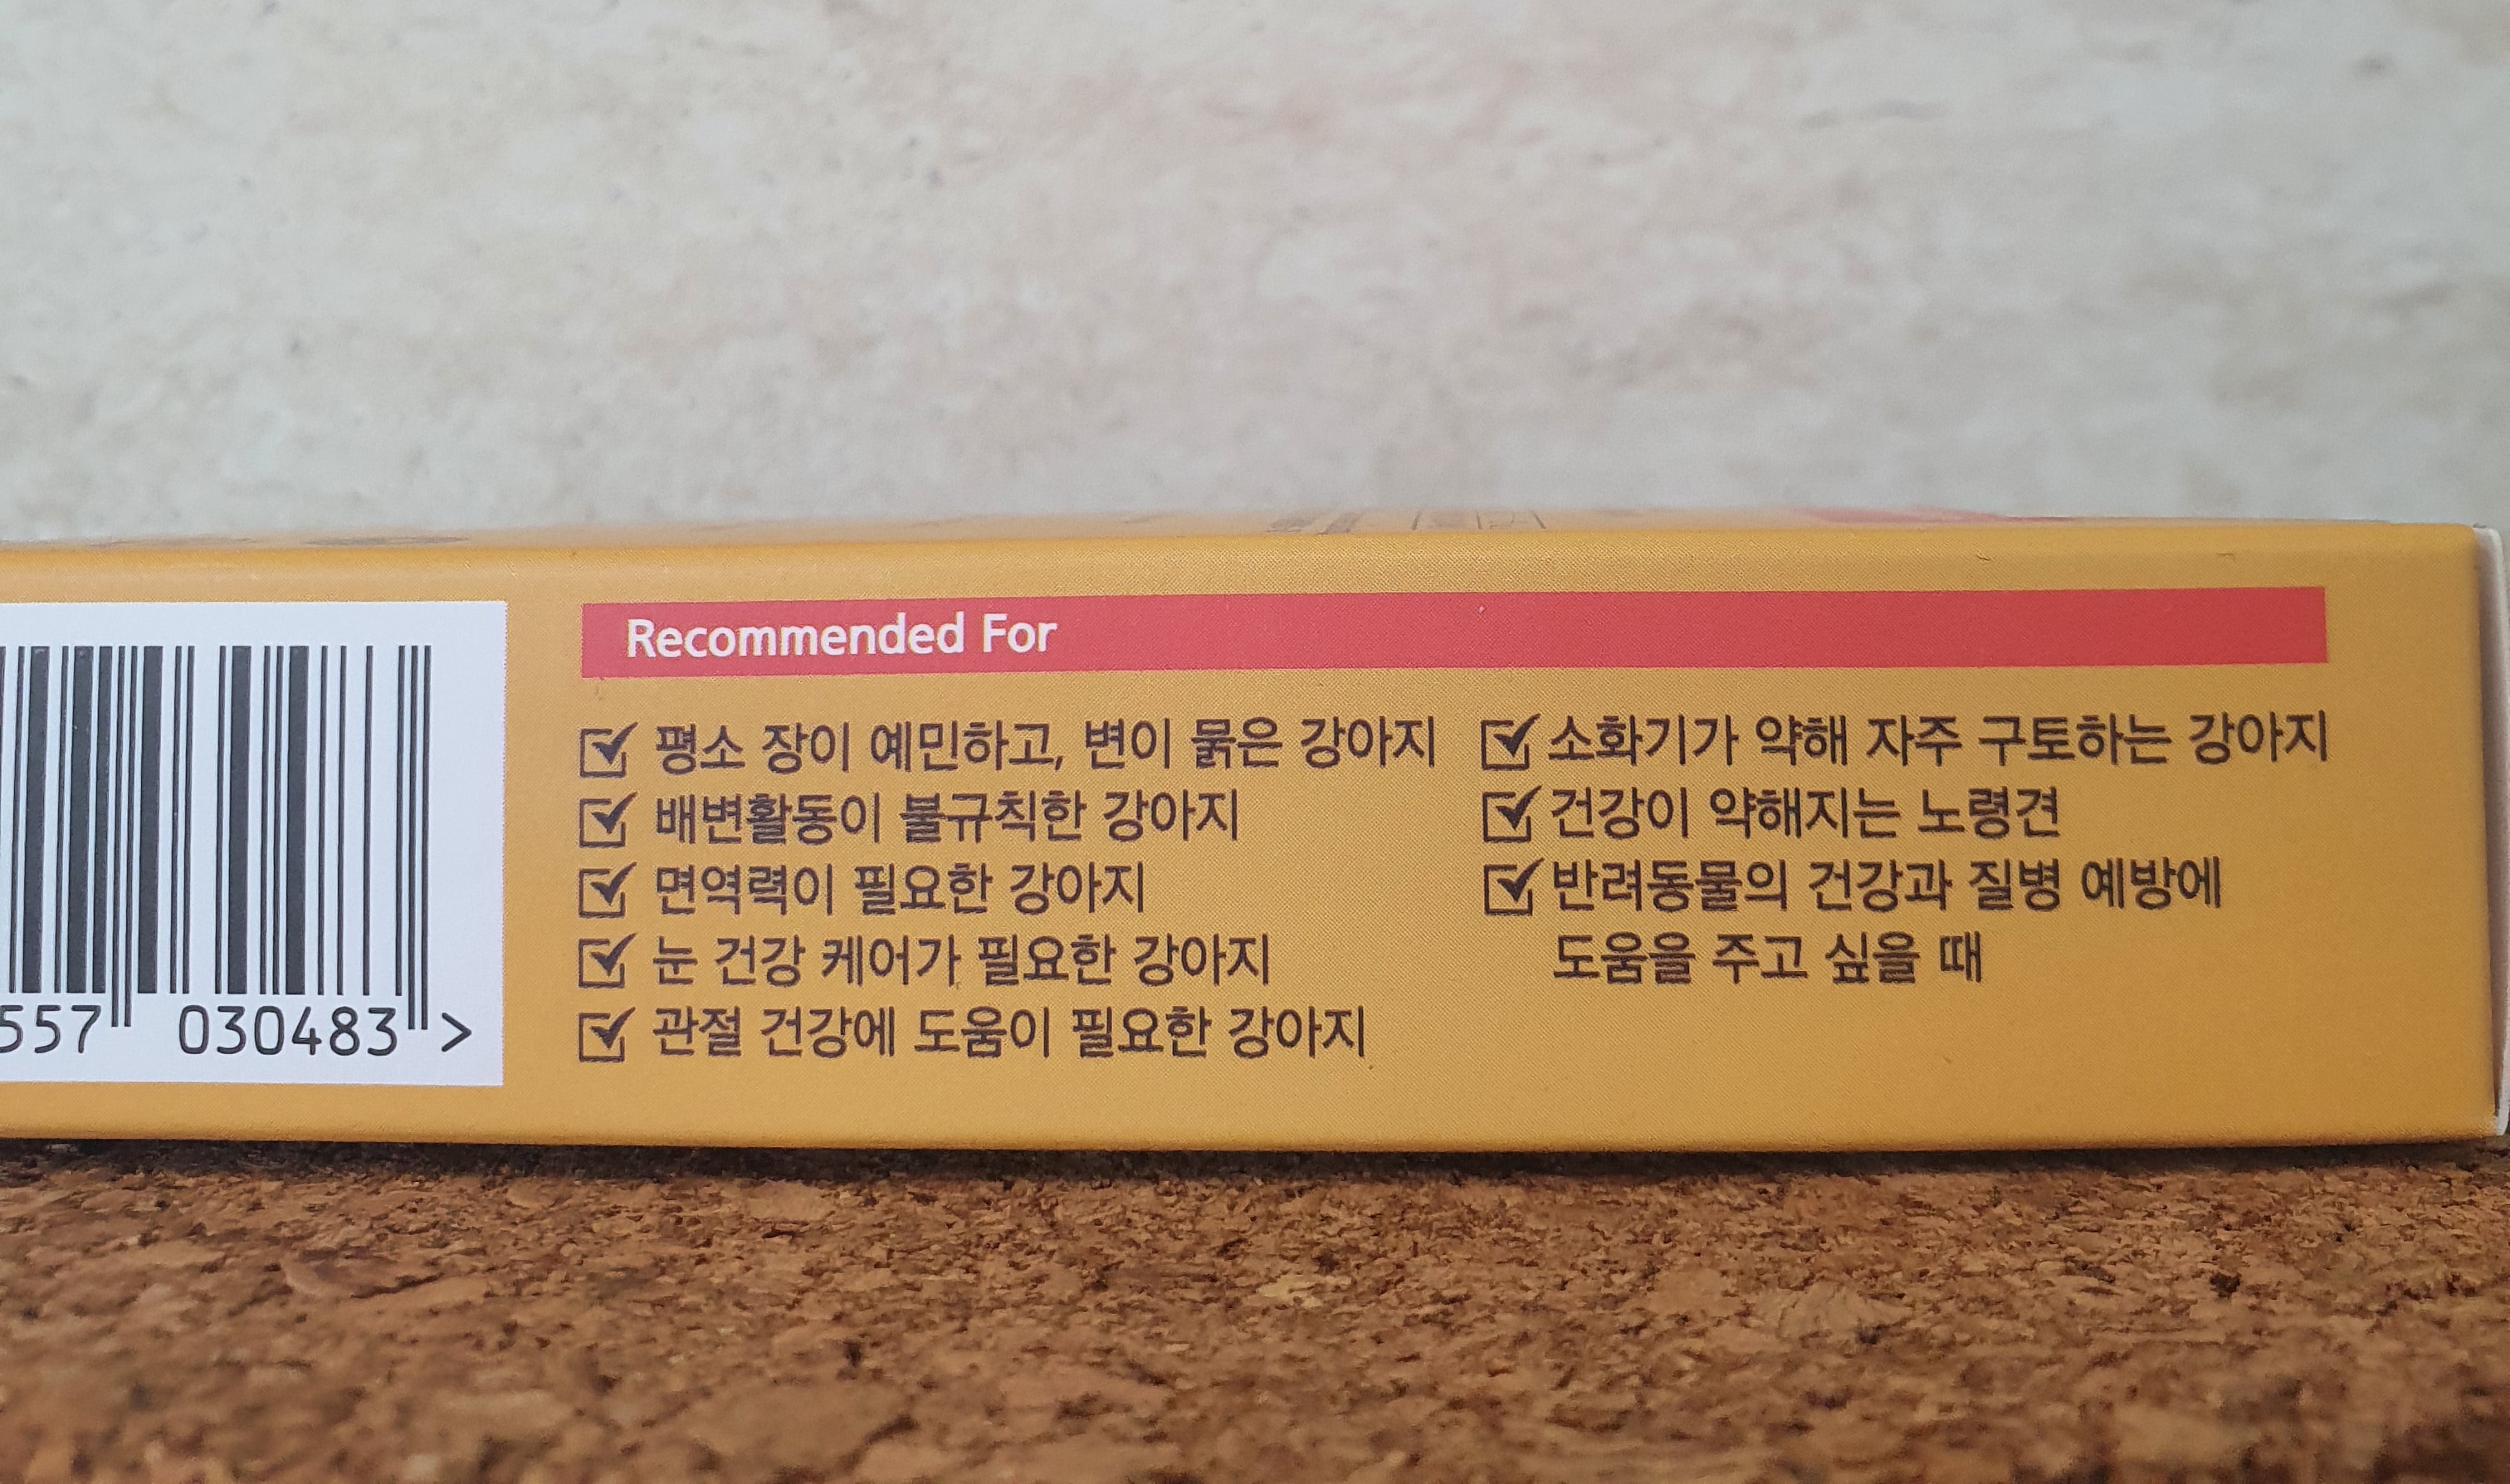 Recommended For
평소 장이 예민하고, 변이 묽은 강아지
배변활동이 불규칙한 강아지
면역력이 필요한 강아지
눈 건강 케어가 필요한 강아지
관절 건강에 도움이 필요한 강아지
소화기가 약해 자주 구토하는 강아지
건강이 약해지는 노령견
반려동물의 건강과 질병 예방에
도움을 주고 싶을 때
557 030483 >